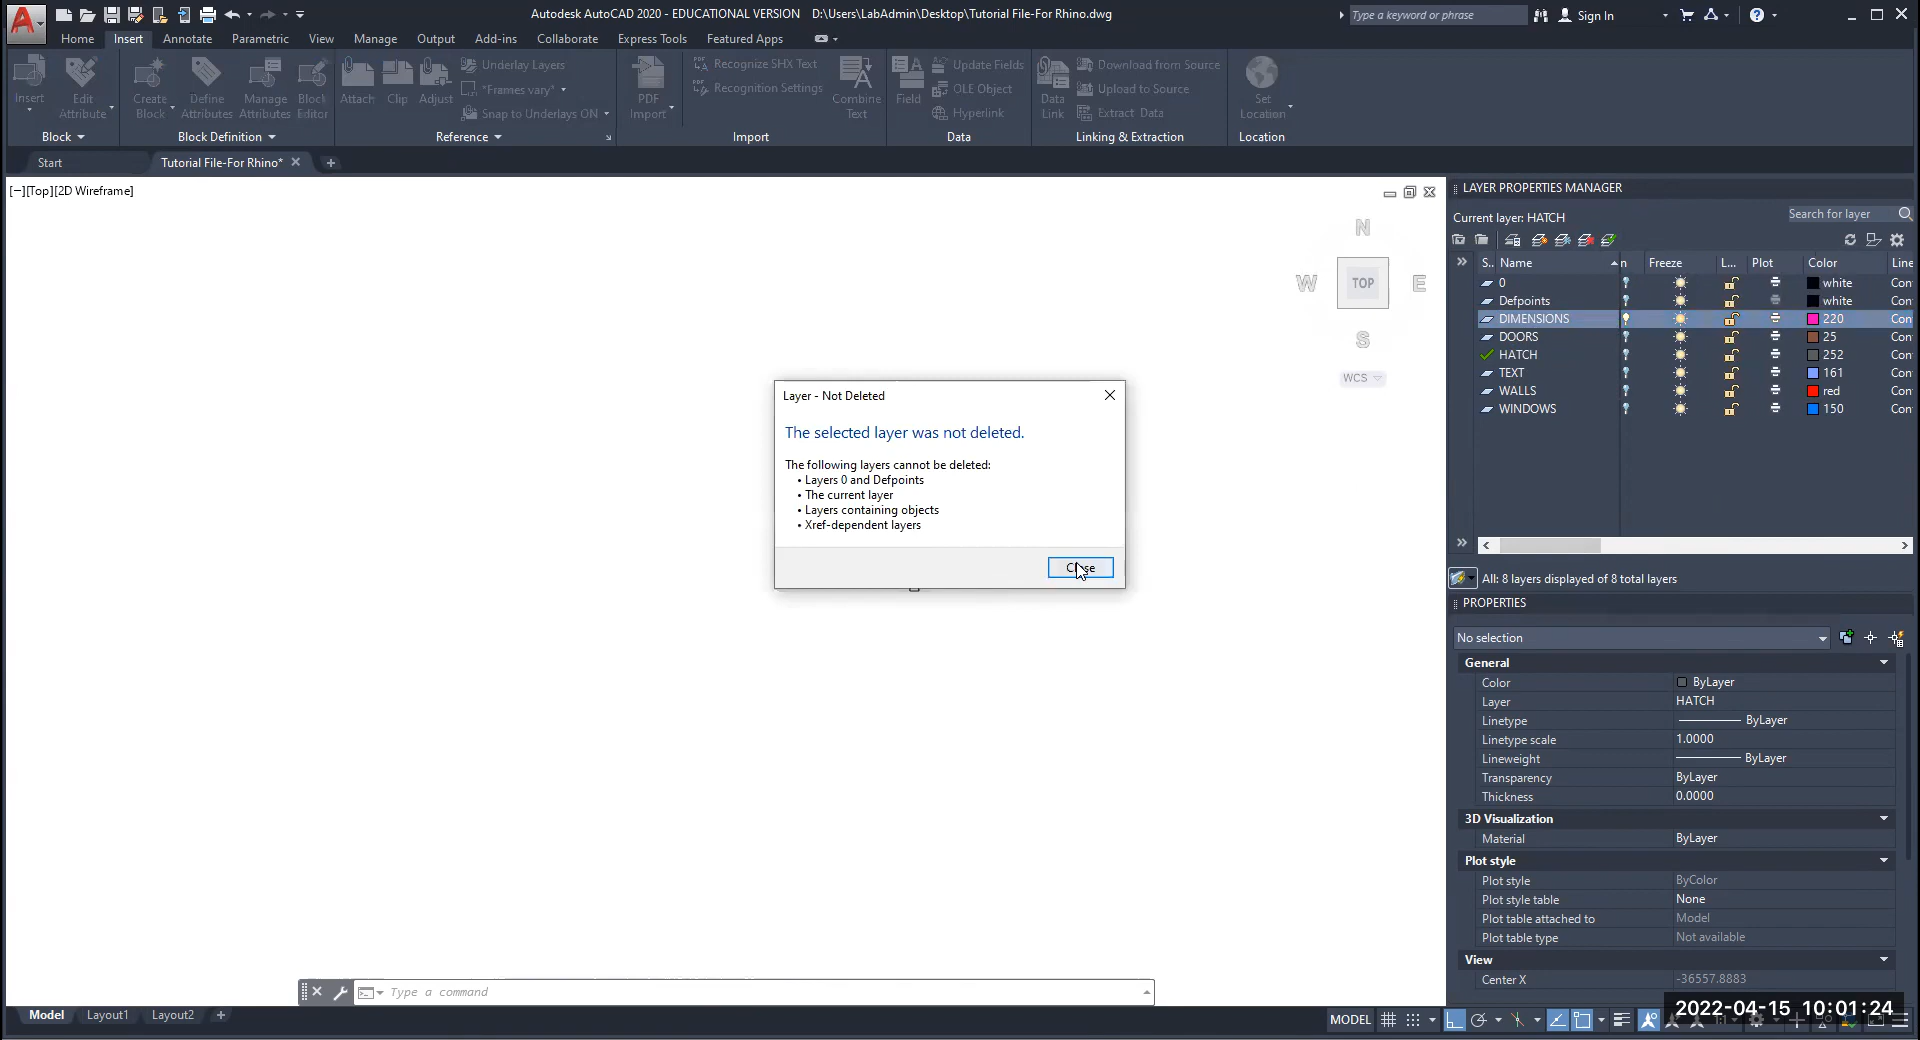 Autodesk AutoCAD 2020 - EDUCATIONAL VERSION D:\Users\LabAdmin\Desktop\Tutorial File-For Rhino.dwg
Type a keyword or phrase
Sign In
Home Insert Annotate Parametric View Manage Output Add-ins Collaborate Express Tools Featured Apps
Insert
Edit Attribute
Create Block
Define Attributes
Manage Attributes
Block Editor
Attach Clip Adjust
Underlay Layers
*Frames vary*
Snap to Underlays ON
PDF Import
Recognize SHX Text
Recognition Settings
Combine Text
Field
Update Fields
OLE Object
Hyperlink
Data Link
Download from Source
Upload to Source
Extract Data
Set Location
Block
Block Definition
Reference
Import
Data
Linking & Extraction
Location
Start
Tutorial File-For Rhino*
[−][Top][2D Wireframe]
N
W TOP E
S
WCS
LAYER PROPERTIES MANAGER
Current layer: HATCH
Search for layer
S.. Name n Freeze L... Plot Color Line
0 white Con
Defpoints white Con
DIMENSIONS 220 Con
DOORS 25 Con
HATCH 252 Con
TEXT 161 Con
WALLS red Con
WINDOWS 150 Con
All: 8 layers displayed of 8 total layers
Layer - Not Deleted
The selected layer was not deleted.
The following layers cannot be deleted:
• Layers 0 and Defpoints
• The current layer
• Layers containing objects
• Xref-dependent layers
PROPERTIES
No selection
General
Color ByLayer
Layer HATCH
Linetype ByLayer
Linetype scale 1.0000
Lineweight ByLayer
Transparency ByLayer
Thickness 0.0000
3D Visualization
Material ByLayer
Plot style
Plot style ByColor
Plot style table None
Plot table attached to Model
Plot table type Not available
View
Center X -36557.8883
Type a command
Model Layout1 Layout2
MODEL
2022-04-15 10:01:24